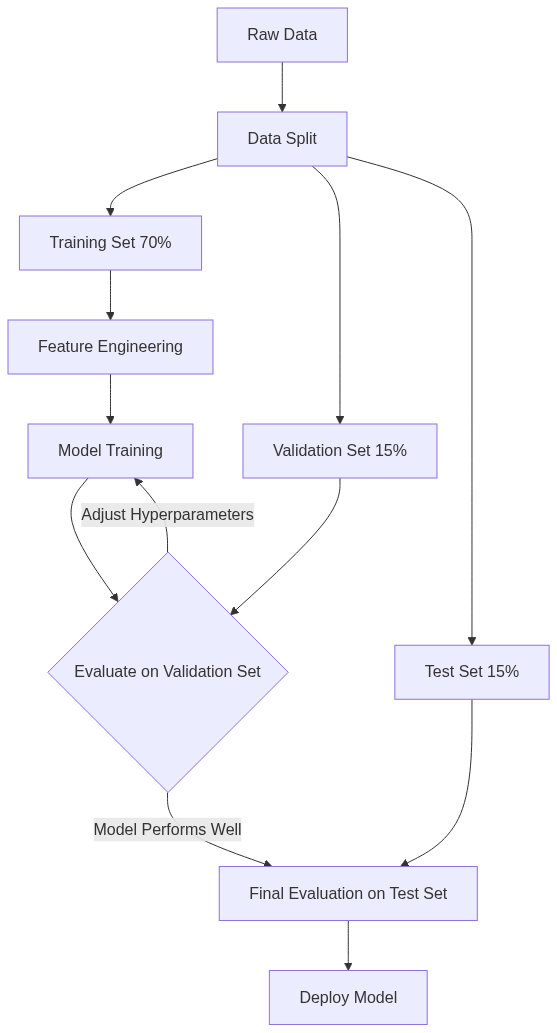 Raw Data
Data Split
Training Set 70%
Feature Engineering
Model Training
Validation Set 15%
Adjust Hyperparameters
Evaluate on Validation Set
Test Set 15%
Model Performs Well
Final Evaluation on Test Set
Deploy Model